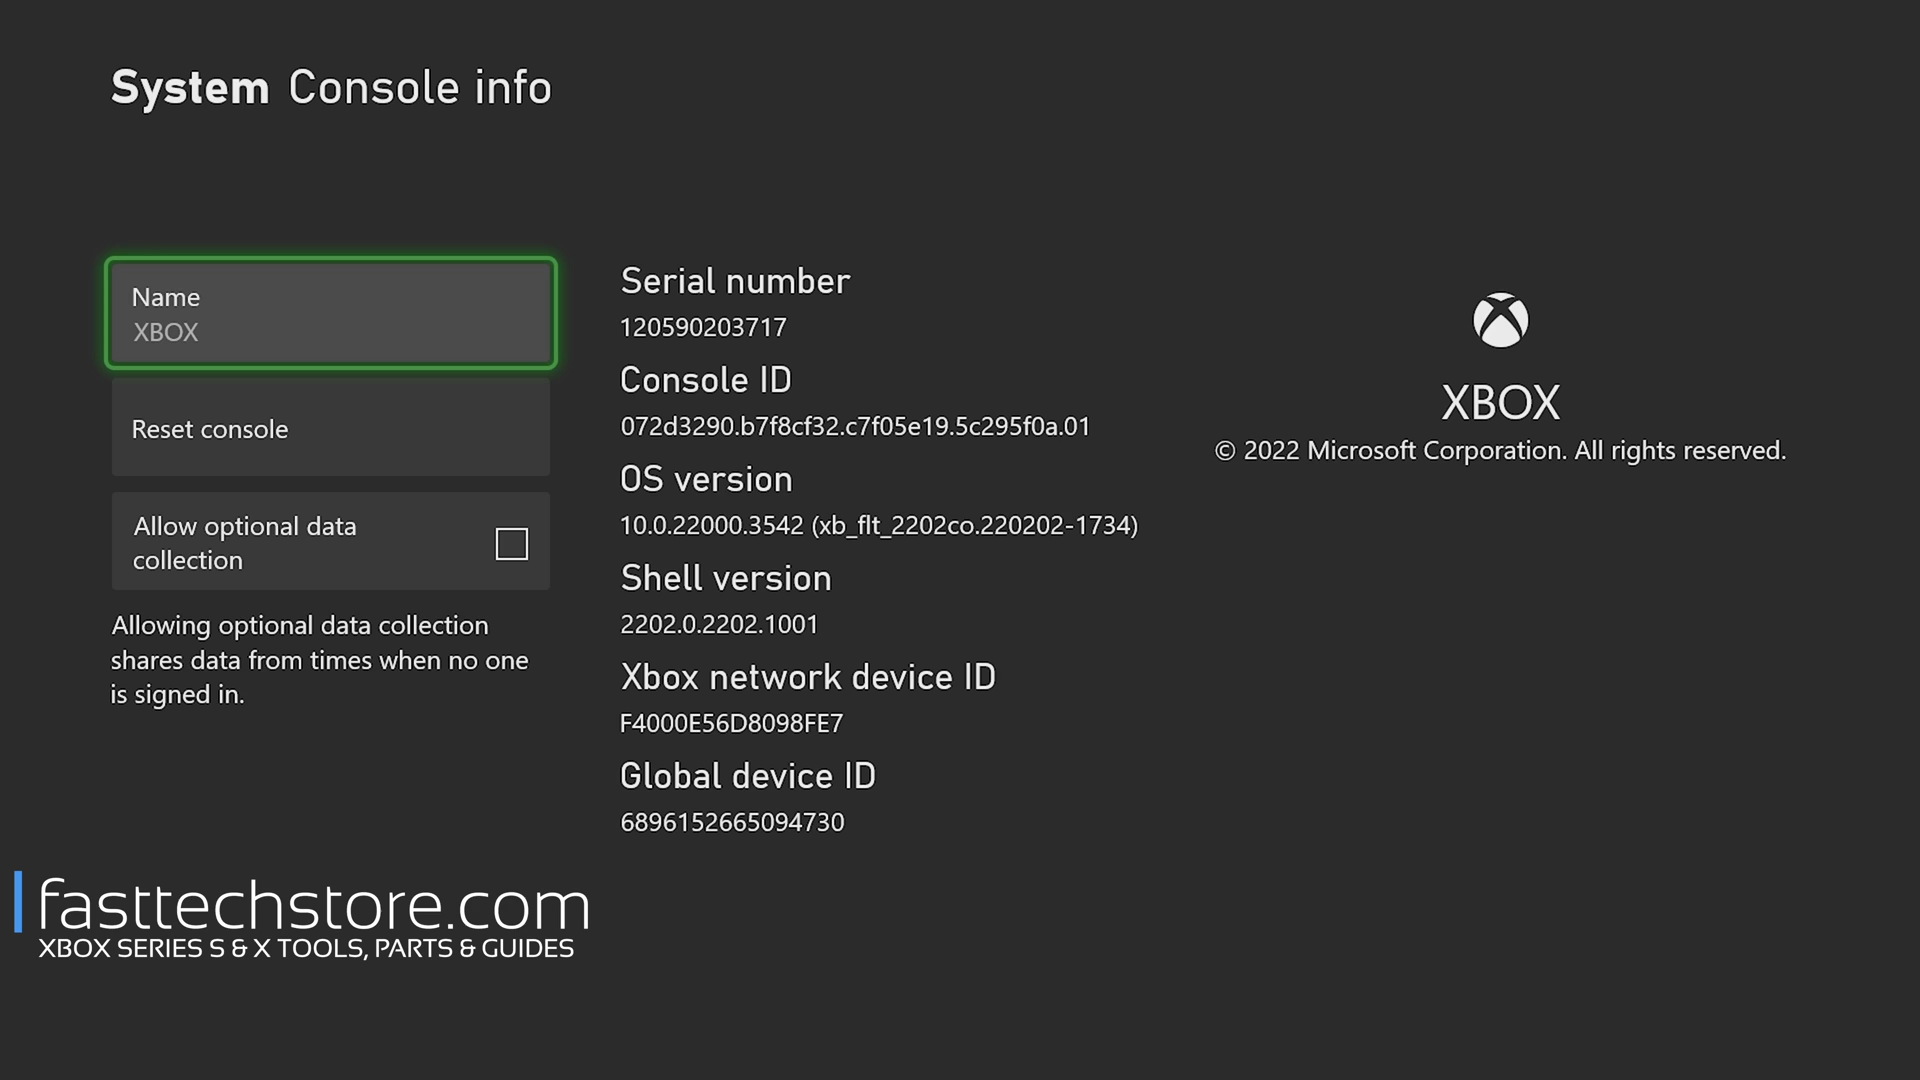 System Console info
Name
XBOX
Reset console
Allow optional data
collection
Allowing optional data collection
shares data from times when no one
is signed in.
Serial number
120590203717
Console ID
072d3290.b7f8cf32.c7f05e19.5c295f0a.01
OS version
10.0.22000.3542 (xb_flt_2202co.220202-1734)
Shell version
2202.0.2202.1001
Xbox network device ID
F4000E56D8098FE7
Global device ID
6896152665094730
XBOX
© 2022 Microsoft Corporation. All rights reserved.
fasttechstore.com
XBOX SERIES S & X TOOLS, PARTS & GUIDES